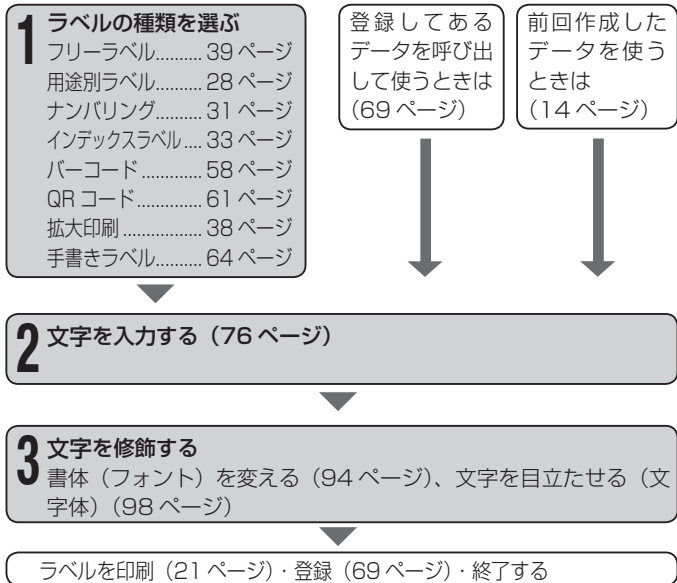 1 ラベルの種類を選ぶ
フリーラベル.......... 39 ページ
用途別ラベル.......... 28 ページ
ナンバリング.......... 31 ページ
インデックスラベル.... 33 ページ
バーコード............. 58 ページ
QR コード.............. 61 ページ
拡大印刷................. 38 ページ
手書きラベル.......... 64 ページ
登録してある
データを呼び出
して使うときは
(69 ページ)
前回作成した
データを使う
ときは
(14 ページ)
2 文字を入力する(76 ページ)
3 文字を修飾する
書体(フォント)を変える(94 ページ)、文字を目立たせる(文
字体)(98 ページ)
ラベルを印刷(21 ページ)・登録(69 ページ)・終了する